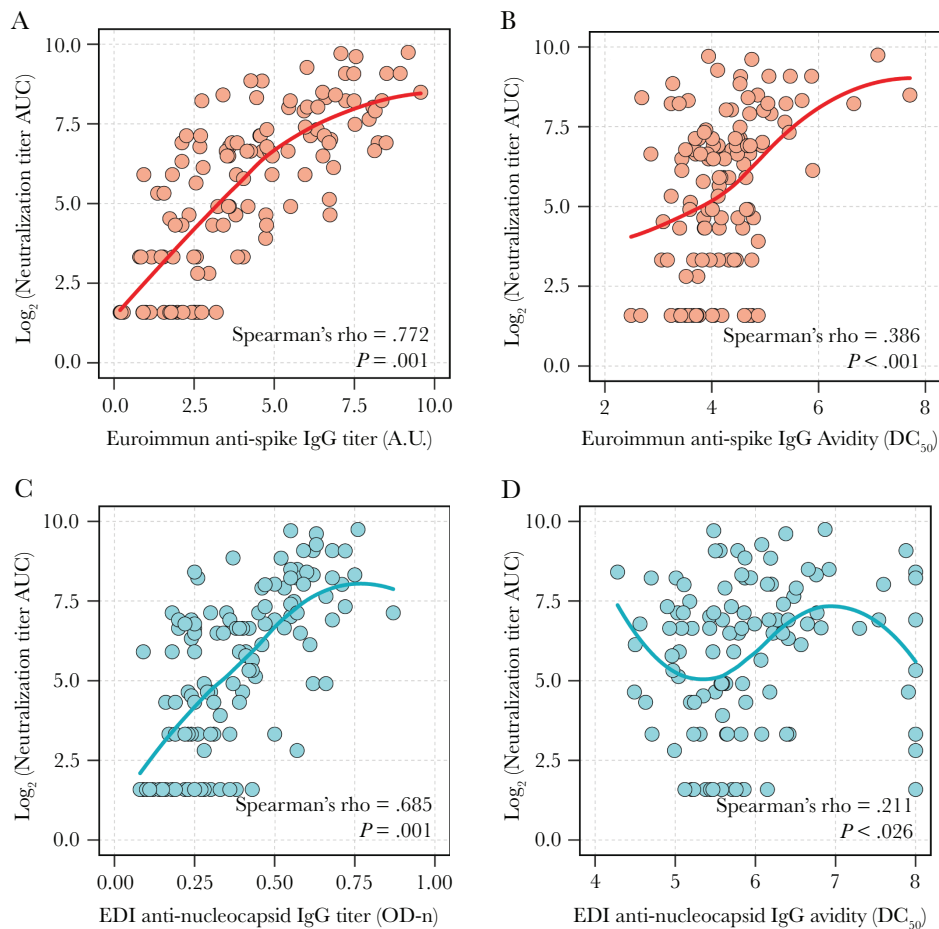 A
Log₂ (Neutralization titer AUC)
10.0
7.5
5.0
2.5
0.0
Spearman's rho = .772
P = .001
0.0 2.5 5.0 7.5 10.0
Euroimmun anti-spike IgG titer (A.U.)
B
Log₂ (Neutralization titer AUC)
10.0
7.5
5.0
2.5
0.0
Spearman's rho = .386
P < .001
2 4 6 8
Euroimmun anti-spike IgG Avidity (DC₅₀)
C
Log₂ (Neutralization titer AUC)
10.0
7.5
5.0
2.5
0.0
Spearman's rho = .685
P = .001
0.00 0.25 0.50 0.75 1.00
EDI anti-nucleocapsid IgG titer (OD-n)
D
Log₂ (Neutralization titer AUC)
10.0
7.5
5.0
2.5
0.0
Spearman's rho = .211
P < .026
4 5 6 7 8
EDI anti-nucleocapsid IgG avidity (DC₅₀)